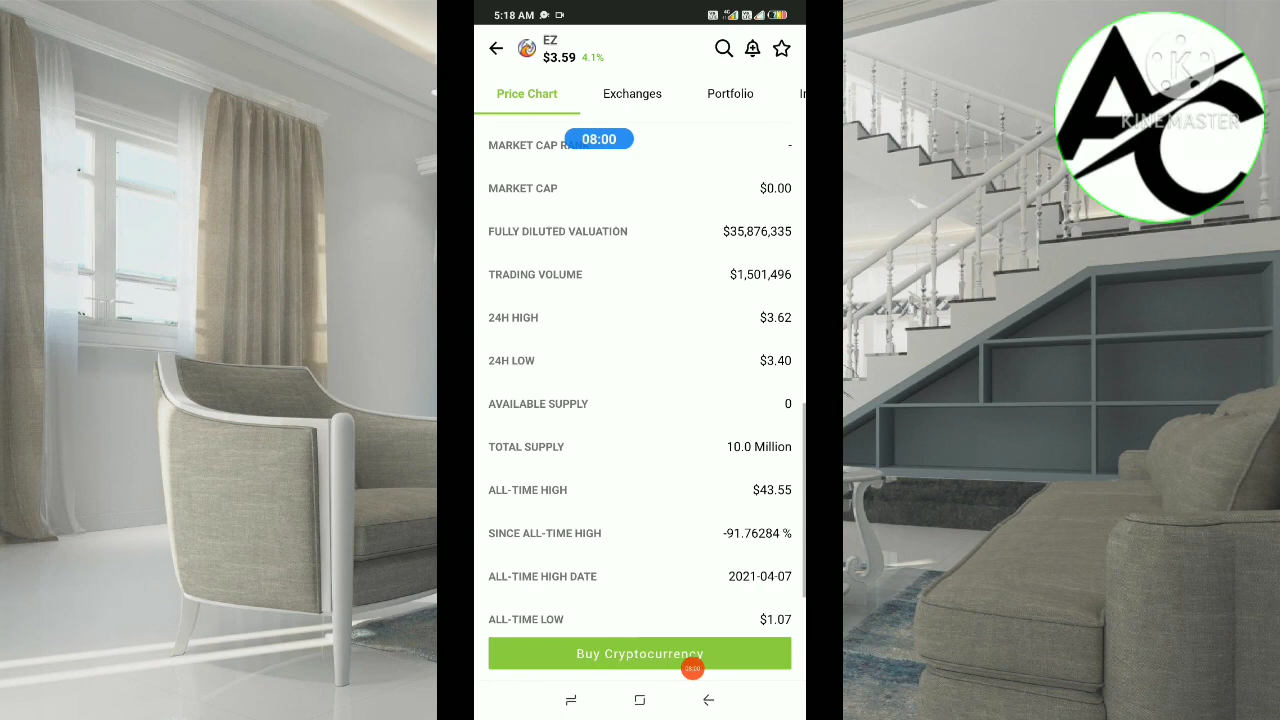 5:18 AM
EZ
$3.59 4.1%
Price Chart Exchanges Portfolio
08:00
MARKET CAP
MARKET CAP $0.00
FULLY DILUTED VALUATION $35,876,335
TRADING VOLUME $1,501,496
24H HIGH $3.62
24H LOW $3.40
AVAILABLE SUPPLY 0
TOTAL SUPPLY 10.0 Million
ALL-TIME HIGH $43.55
SINCE ALL-TIME HIGH -91.76284 %
ALL-TIME HIGH DATE 2021-04-07
ALL-TIME LOW $1.07
Buy Cryptocurrency
08:00
AC
K
KINEMASTER